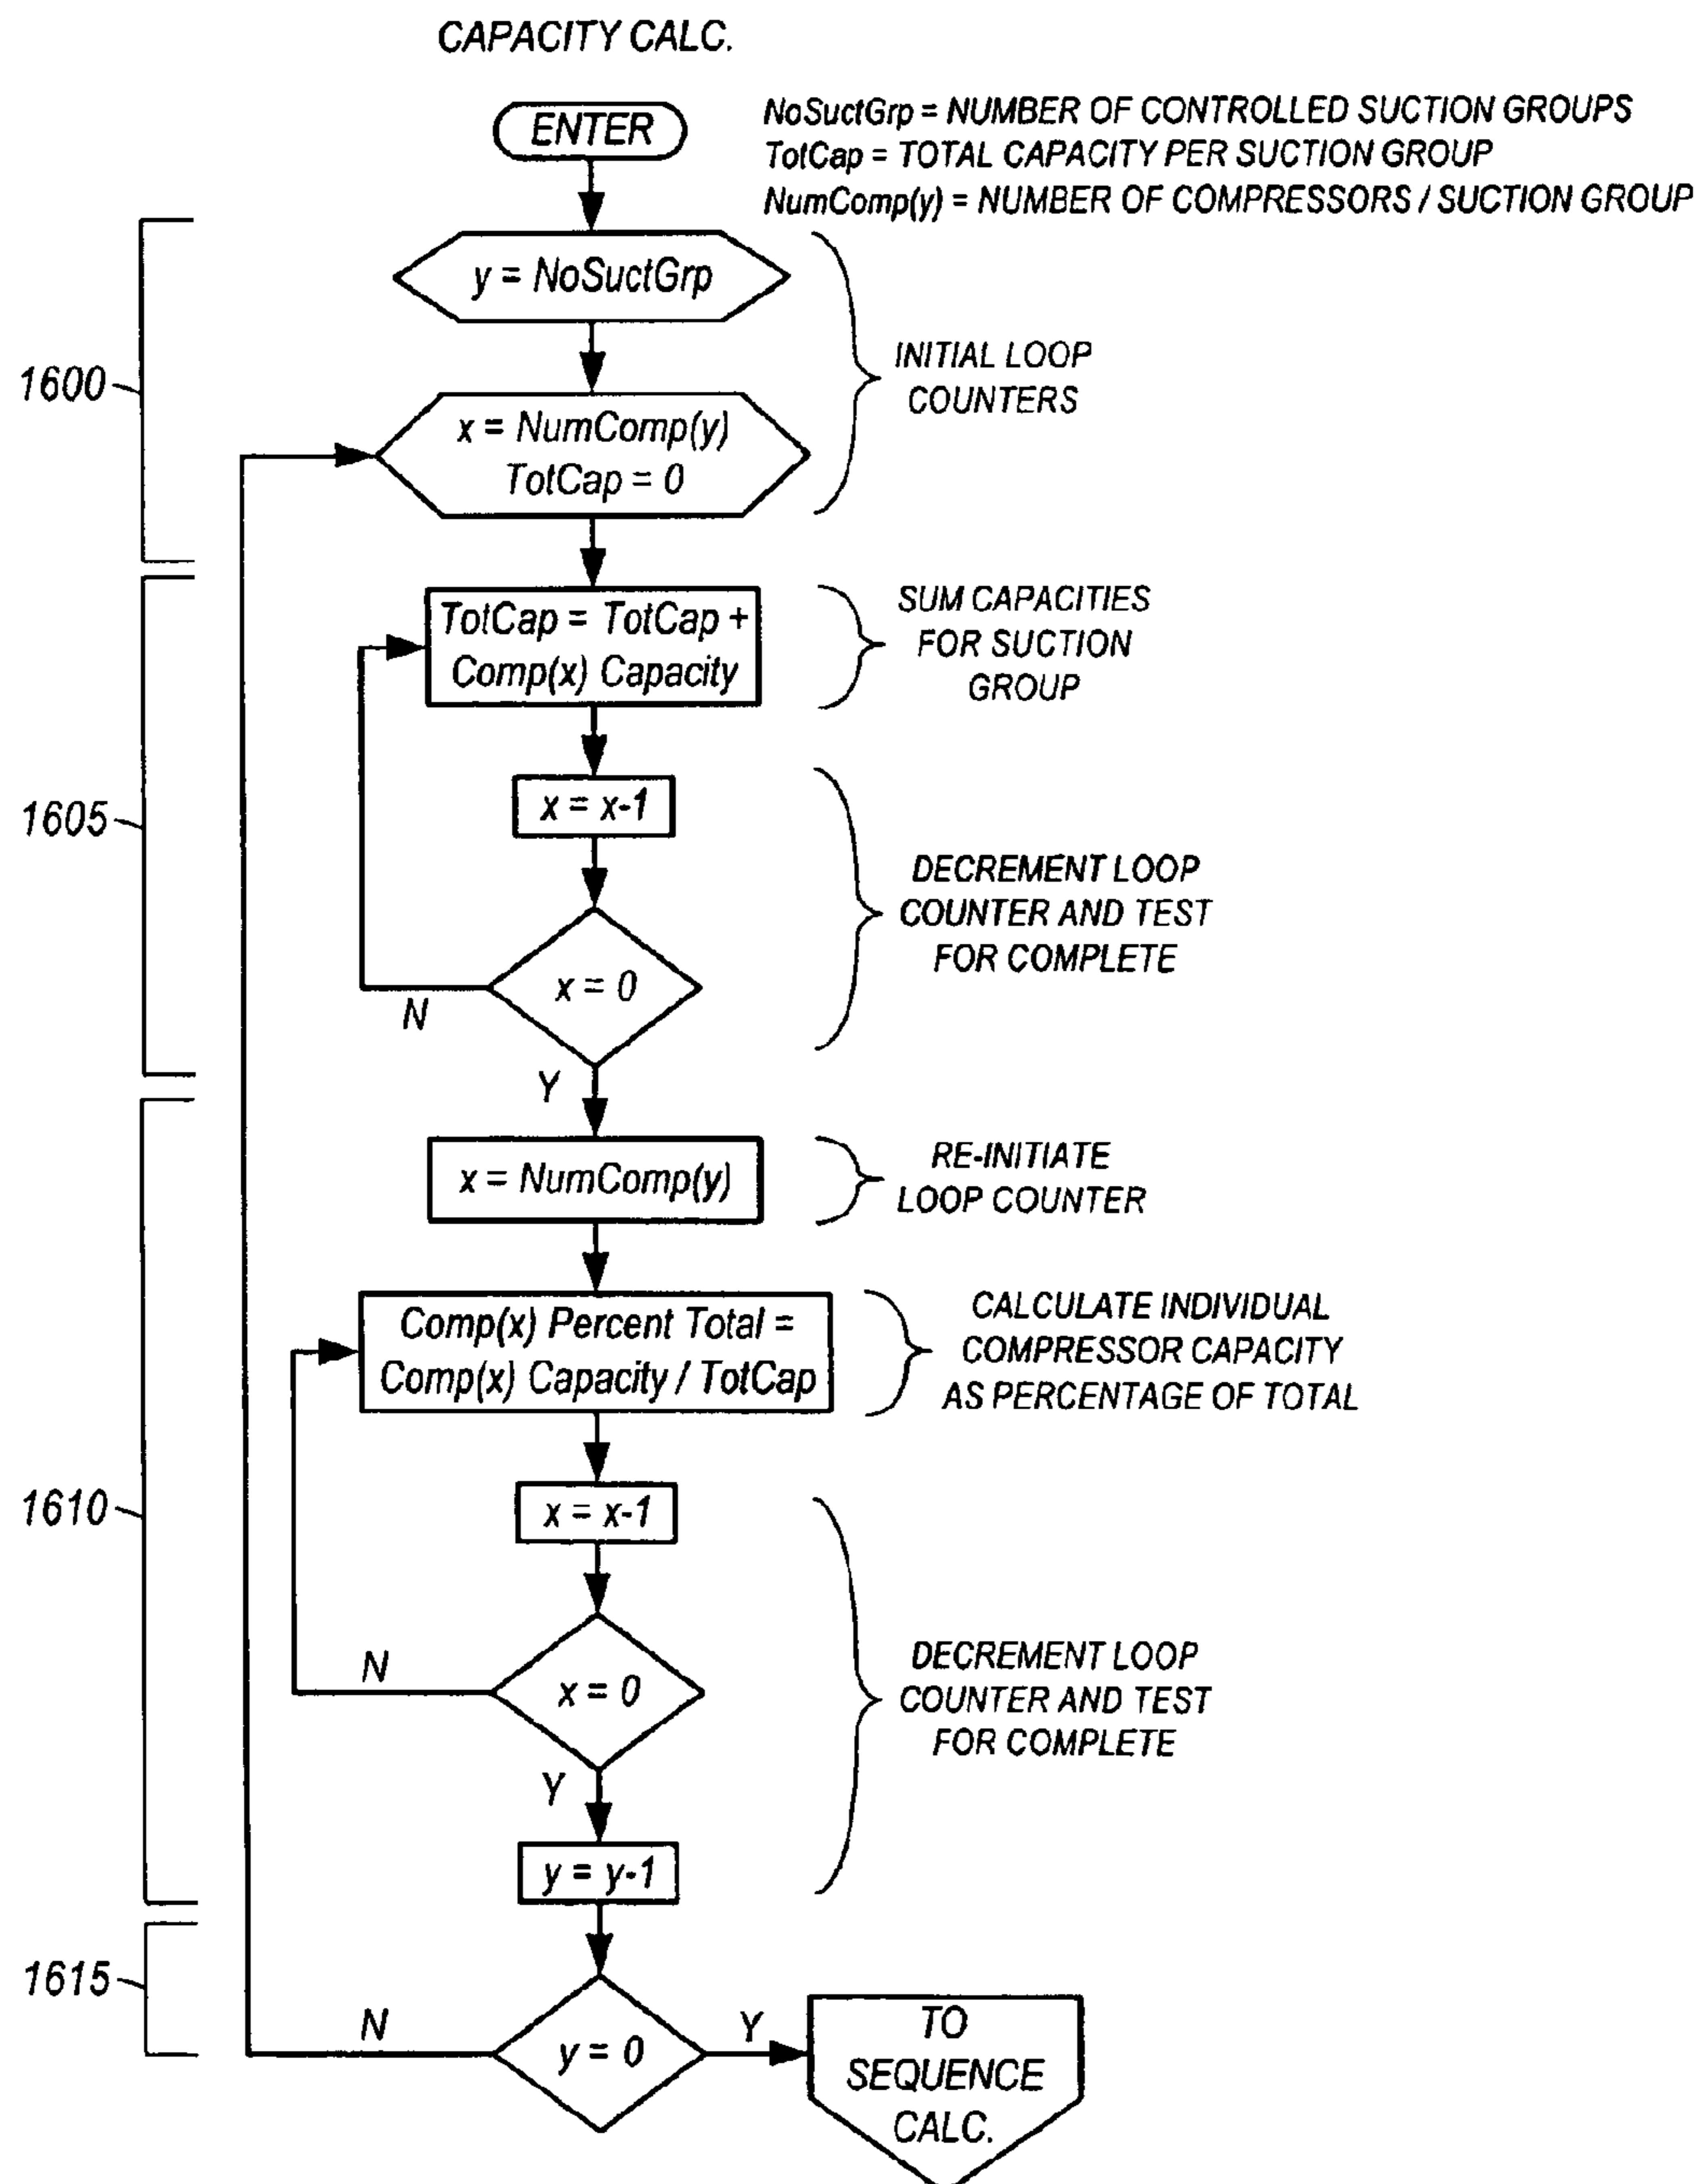 CAPACITY CALC.
ENTER
NoSuctGrp = NUMBER OF CONTROLLED SUCTION GROUPS
TotCap = TOTAL CAPACITY PER SUCTION GROUP
NumComp(y) = NUMBER OF COMPRESSORS / SUCTION GROUP
y = NoSuctGrp
INITIAL LOOP
COUNTERS
1600
x = NumComp(y)
TotCap = 0
TotCap = TotCap +
Comp(x) Capacity
SUM CAPACITIES
FOR SUCTION
GROUP
1605
x = x-1
DECREMENT LOOP
COUNTER AND TEST
FOR COMPLETE
x = 0
N
Y
x = NumComp(y)
RE-INITIATE
LOOP COUNTER
Comp(x) Percent Total =
Comp(x) Capacity / TotCap
CALCULATE INDIVIDUAL
COMPRESSOR CAPACITY
AS PERCENTAGE OF TOTAL
1610
x = x-1
N
x = 0
DECREMENT LOOP
COUNTER AND TEST
FOR COMPLETE
Y
y = y-1
1615
N
y = 0
Y
TO
SEQUENCE
CALC.